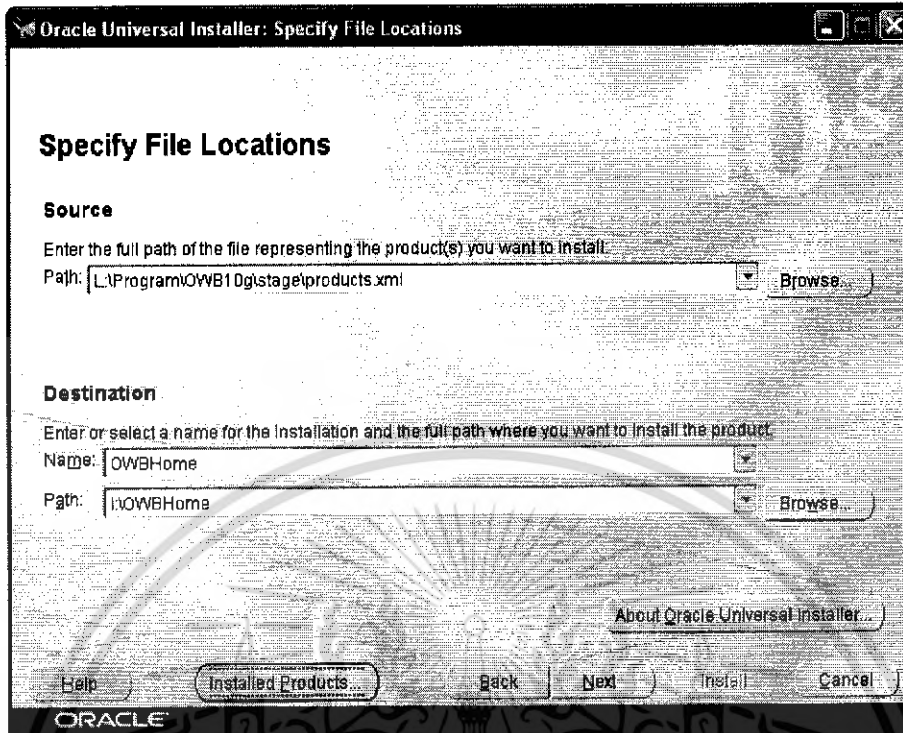 Oracle Universal Installer: Specify File Locations
10g
Specify File Locations
Source
Enter the full path of the file representing the product(s) you want to install:
Path: L:\Program\OWB10g\stage\products.xml Browse...
Destination
Enter or select a name for the installation and the full path where you want to install the product.
Name: OWBHome
Path: I:\OWBHome Browse...
About Oracle Universal Installer...
Help Installed Products... Back Next Install Cancel
ORACLE